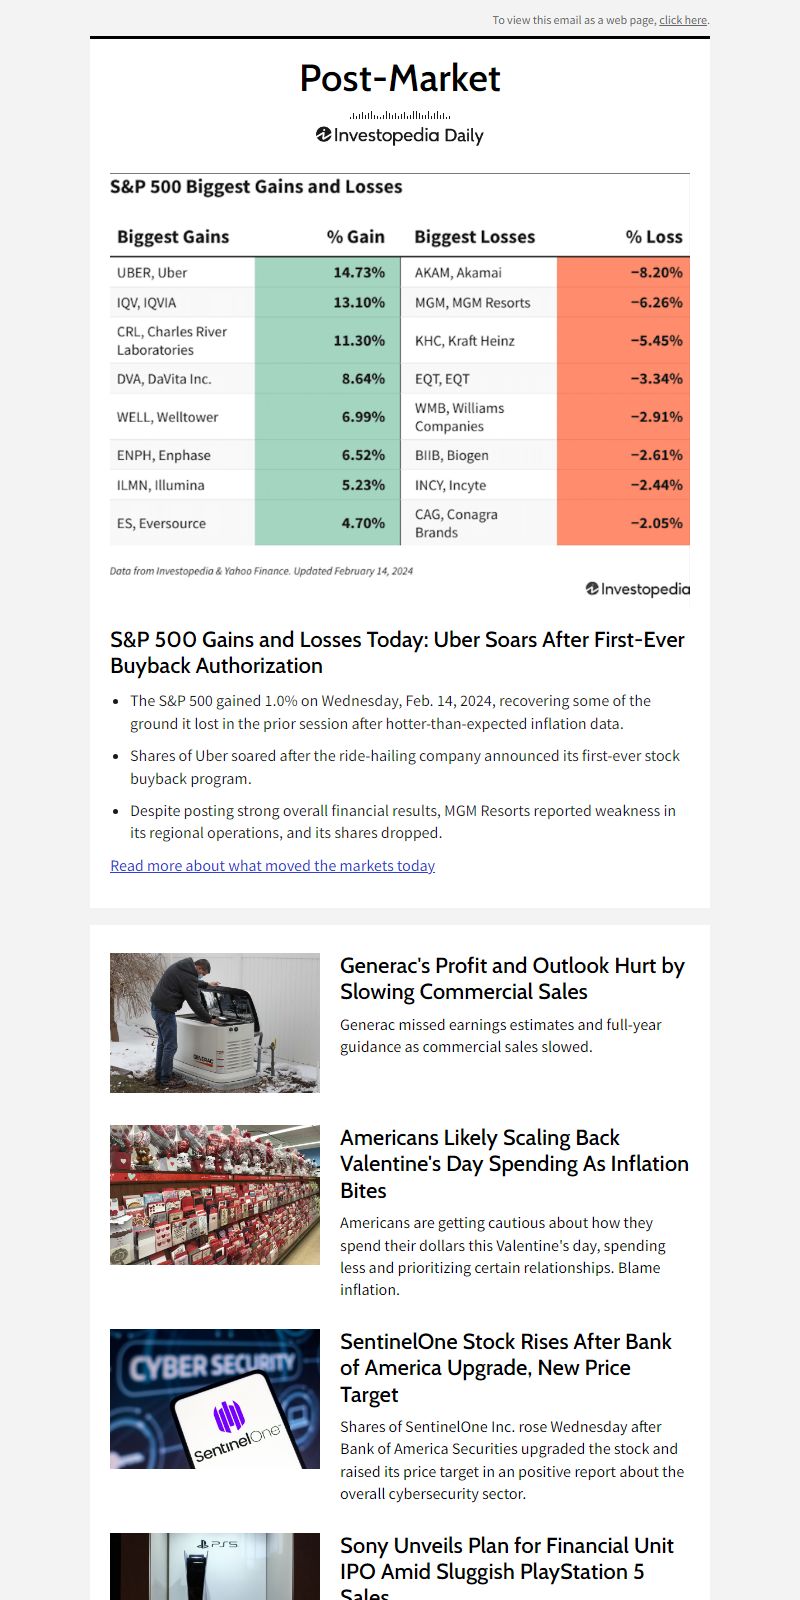 To view this email as a web page, click here.
Post-Market
Investopedia Daily
S&P 500 Biggest Gains and Losses
Biggest Gains % Gain Biggest Losses % Loss
UBER, Uber 14.73% AKAM, Akamai −8.20%
IQV, IQVIA 13.10% MGM, MGM Resorts −6.26%
CRL, Charles River
Laboratories 11.30% KHC, Kraft Heinz −5.45%
DVA, DaVita Inc. 8.64% EQT, EQT −3.34%
WELL, Welltower 6.99% WMB, Williams
Companies −2.91%
ENPH, Enphase 6.52% BIIB, Biogen −2.61%
ILMN, Illumina 5.23% INCY, Incyte −2.44%
ES, Eversource 4.70% CAG, Conagra
Brands −2.05%
Data from Investopedia & Yahoo Finance. Updated February 14, 2024
Investopedia
S&P 500 Gains and Losses Today: Uber Soars After First-Ever
Buyback Authorization
• The S&P 500 gained 1.0% on Wednesday, Feb. 14, 2024, recovering some of the
ground it lost in the prior session after hotter-than-expected inflation data.
• Shares of Uber soared after the ride-hailing company announced its first-ever stock
buyback program.
• Despite posting strong overall financial results, MGM Resorts reported weakness in
its regional operations, and its shares dropped.
Read more about what moved the markets today
Generac's Profit and Outlook Hurt by
Slowing Commercial Sales
Generac missed earnings estimates and full-year
guidance as commercial sales slowed.
GENERAC
Americans Likely Scaling Back
Valentine's Day Spending As Inflation
Bites
Americans are getting cautious about how they
spend their dollars this Valentine's day, spending
less and prioritizing certain relationships. Blame
inflation.
CYBER SECURITY
SentinelOne
SentinelOne Stock Rises After Bank
of America Upgrade, New Price
Target
Shares of SentinelOne Inc. rose Wednesday after
Bank of America Securities upgraded the stock and
raised its price target in an positive report about the
overall cybersecurity sector.
PS5
Sony Unveils Plan for Financial Unit
IPO Amid Sluggish PlayStation 5
Sales